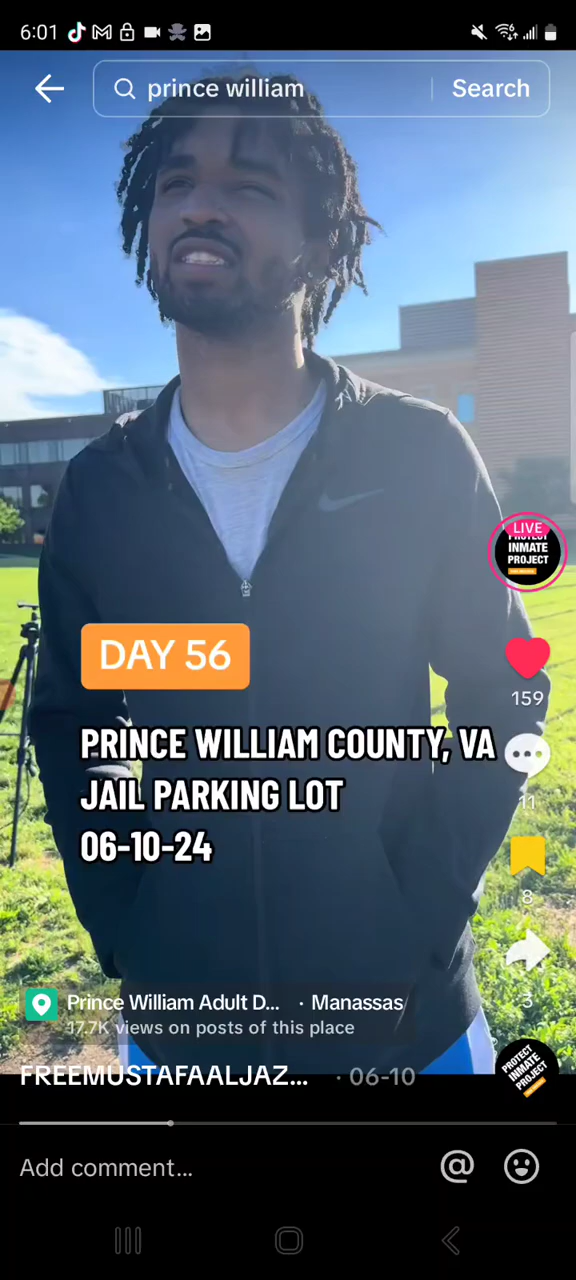 6:01
prince william
Search
LIVE
PROTECT
INMATE
PROJECT
DAY 56
159
PRINCE WILLIAM COUNTY, VA
JAIL PARKING LOT
06-10-24
11
8
3
Prince William Adult D... · Manassas
17.7K views on posts of this place
FREEMUSTAFAALJAZ... · 06-10
PROTECT
INMATE
PROJECT
Add comment...